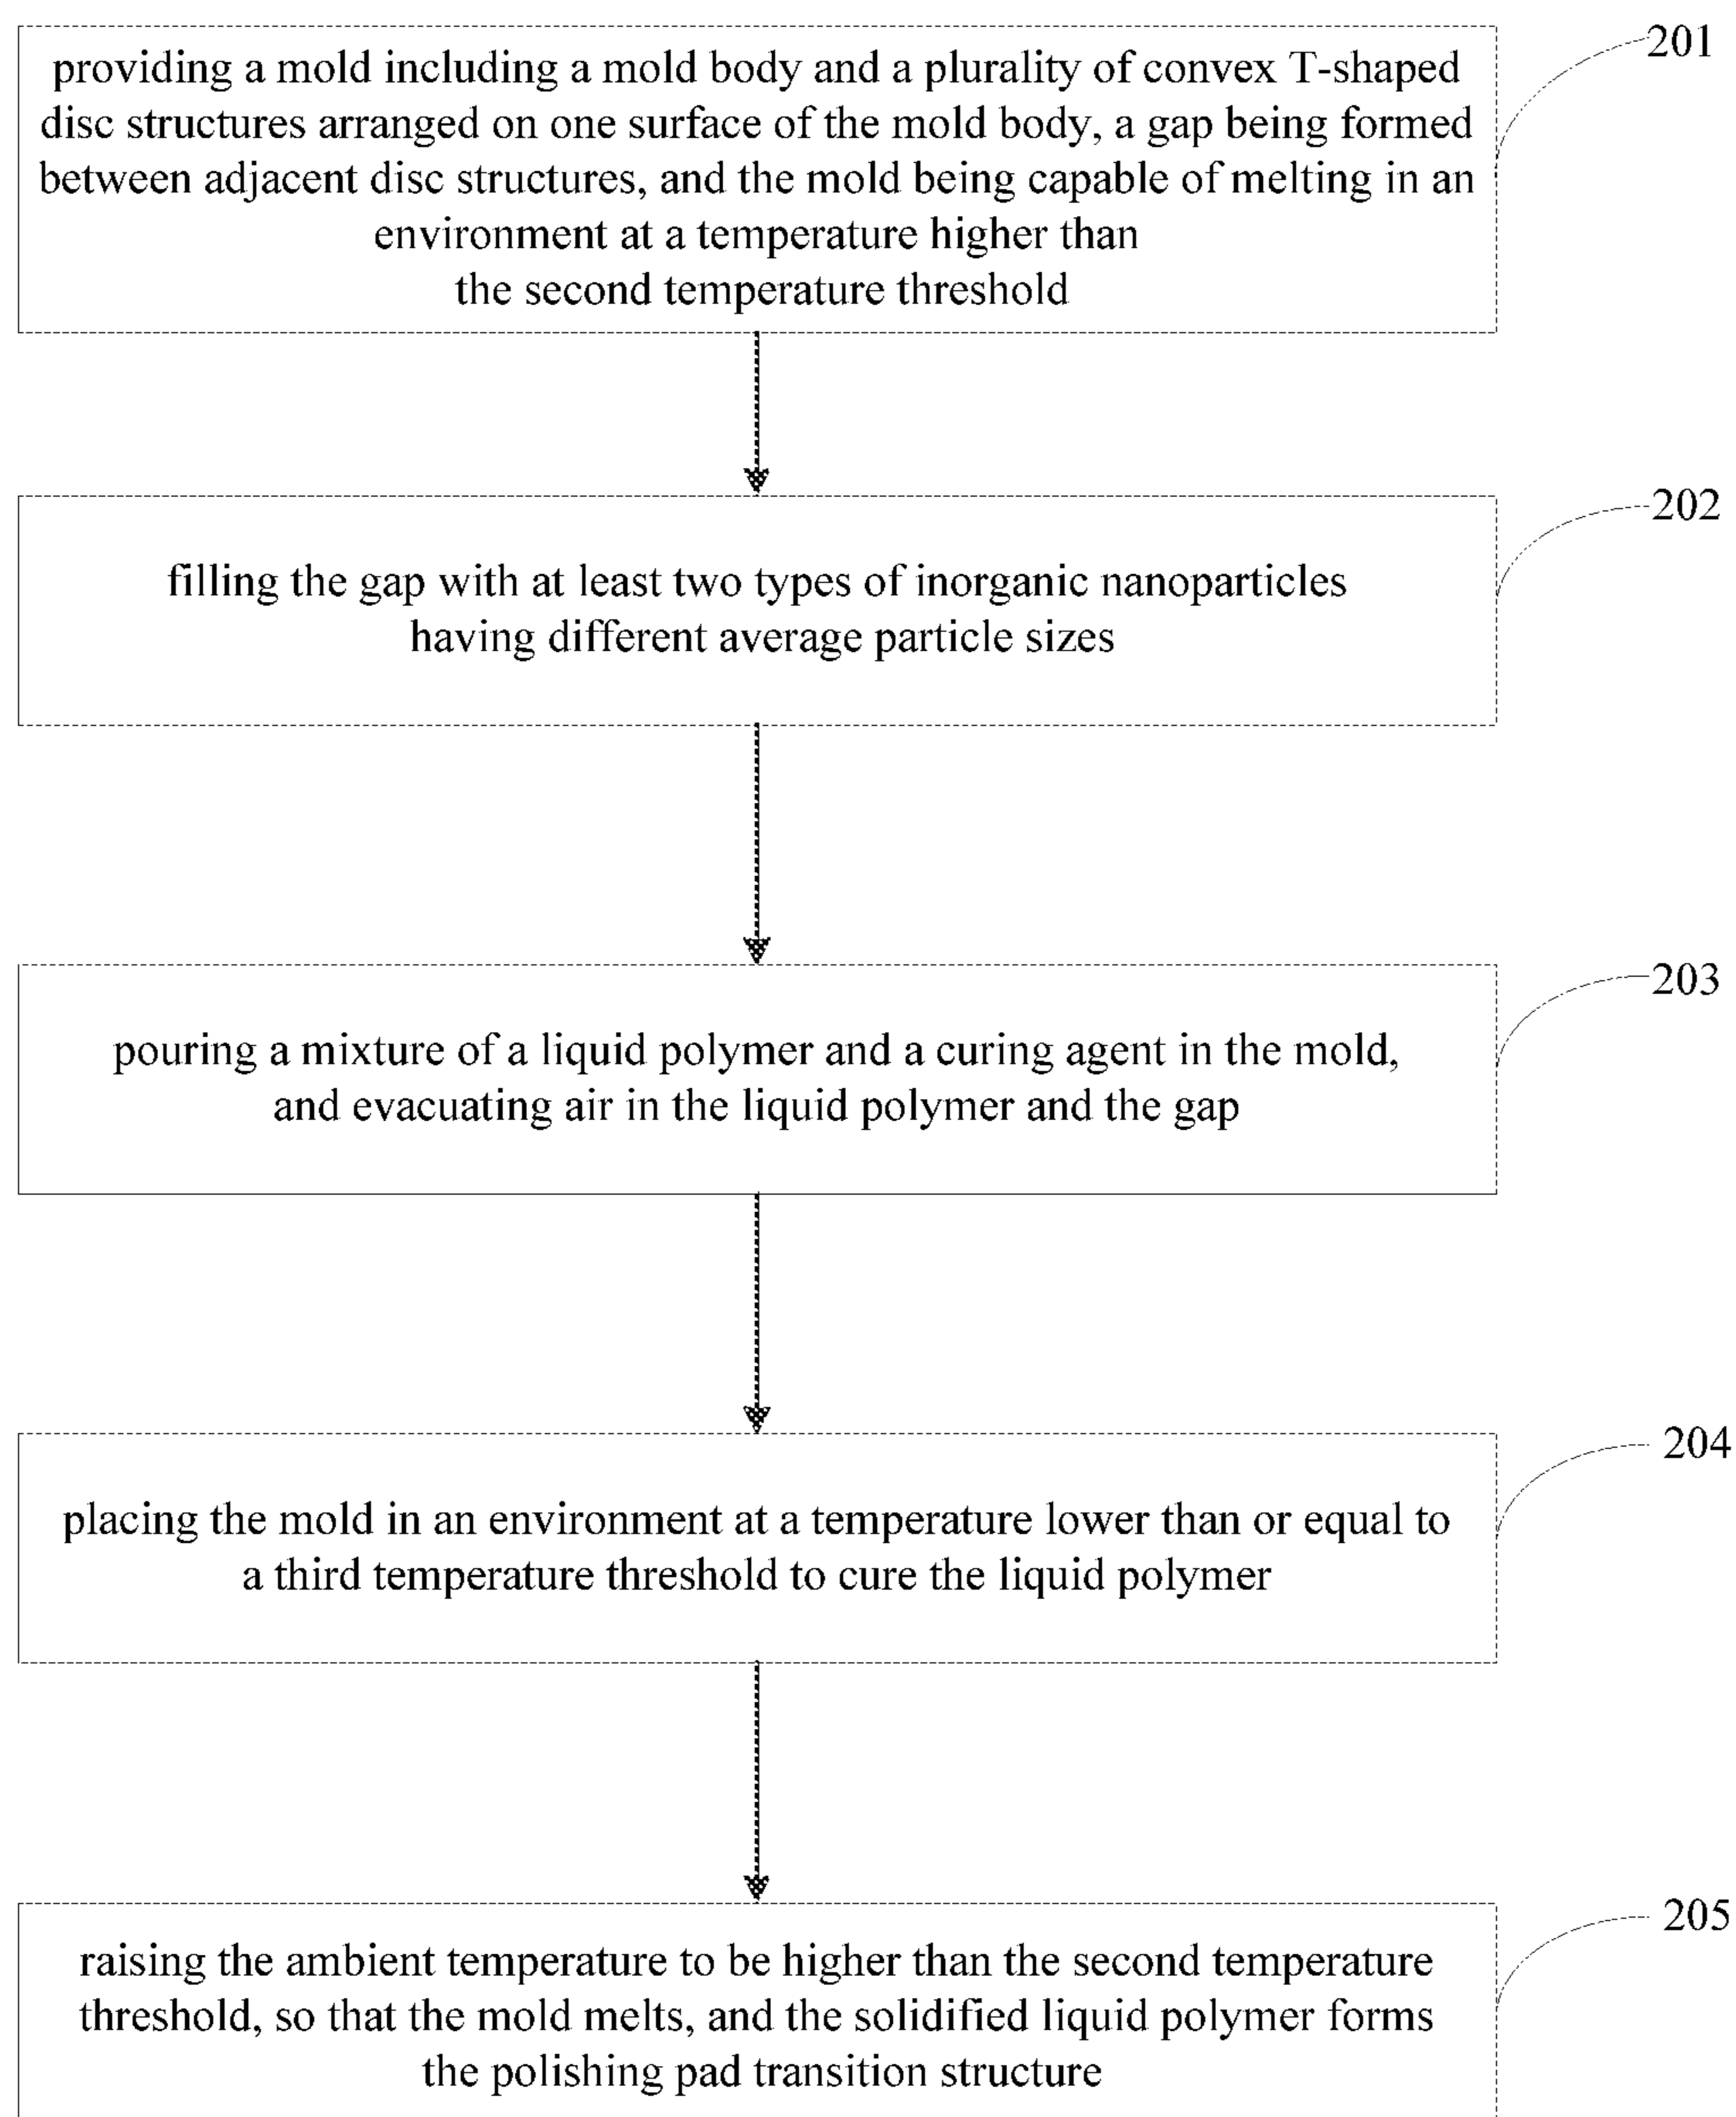 providing a mold including a mold body and a plurality of convex T-shaped
disc structures arranged on one surface of the mold body, a gap being formed
between adjacent disc structures, and the mold being capable of melting in an
environment at a temperature higher than
the second temperature threshold
201
filling the gap with at least two types of inorganic nanoparticles
having different average particle sizes
202
pouring a mixture of a liquid polymer and a curing agent in the mold,
and evacuating air in the liquid polymer and the gap
203
placing the mold in an environment at a temperature lower than or equal to
a third temperature threshold to cure the liquid polymer
204
raising the ambient temperature to be higher than the second temperature
threshold, so that the mold melts, and the solidified liquid polymer forms
the polishing pad transition structure
205